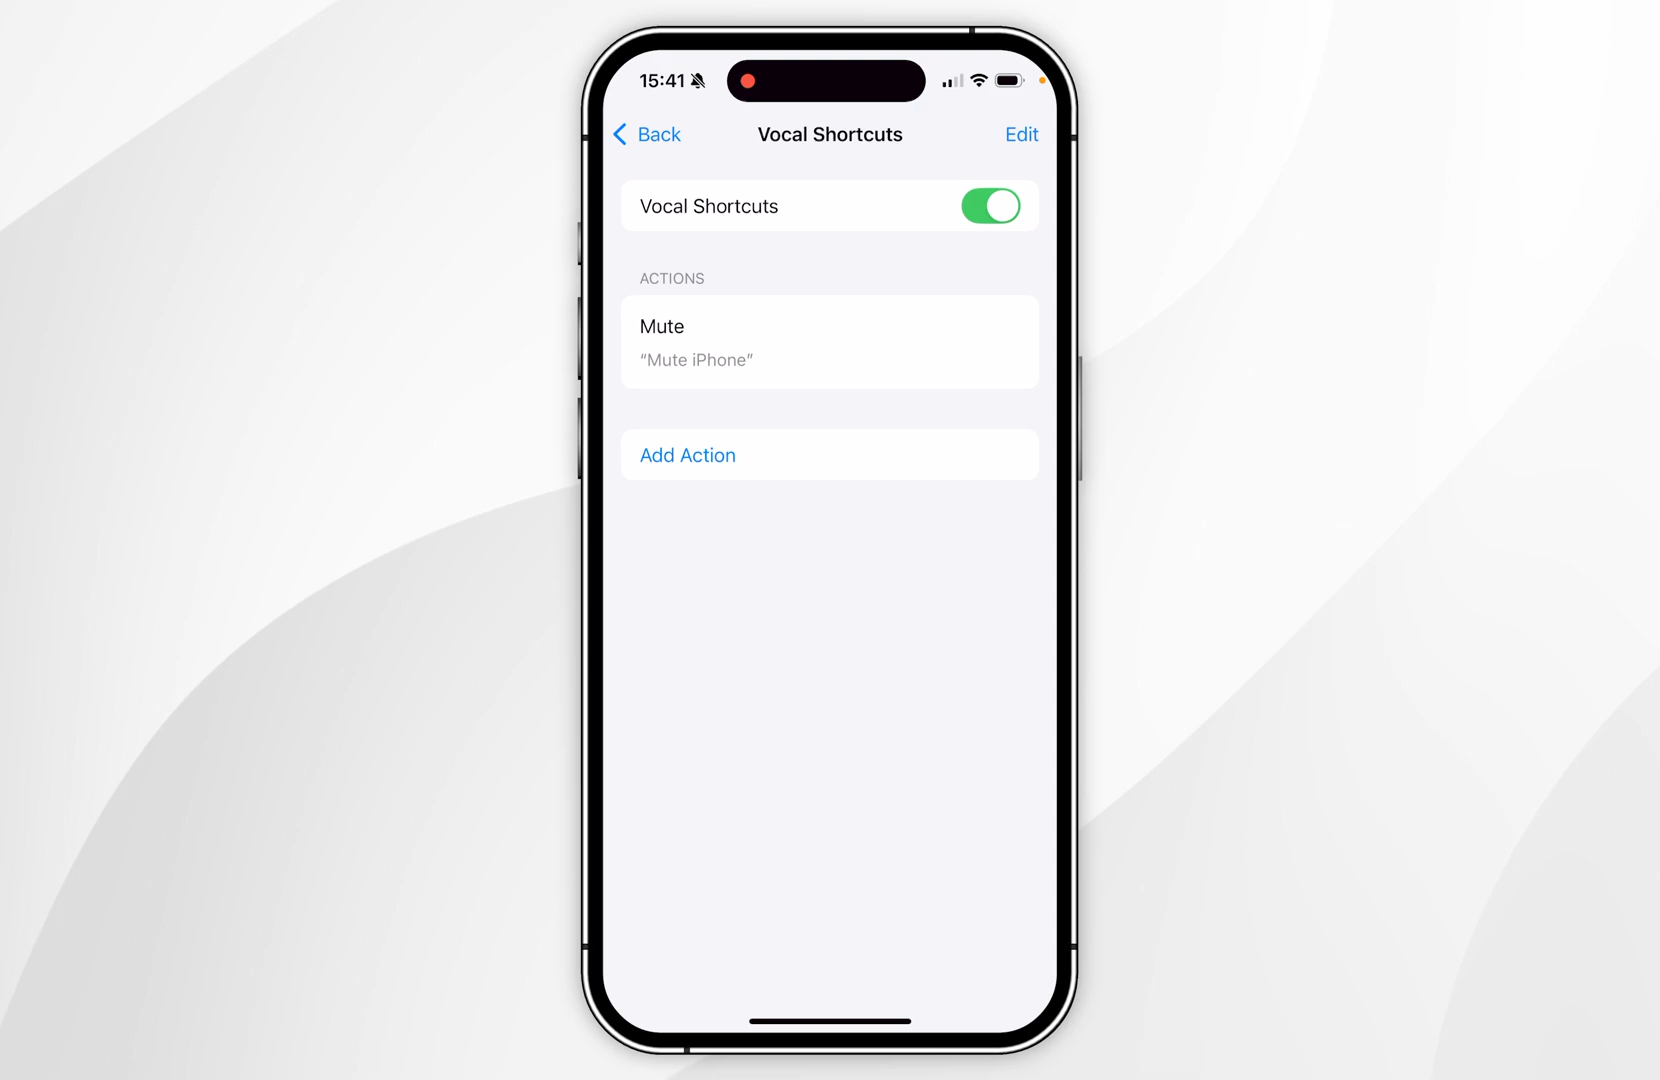 15:41
Back
Vocal Shortcuts
Edit
Vocal Shortcuts
ACTIONS
Mute
“Mute iPhone”
Add Action